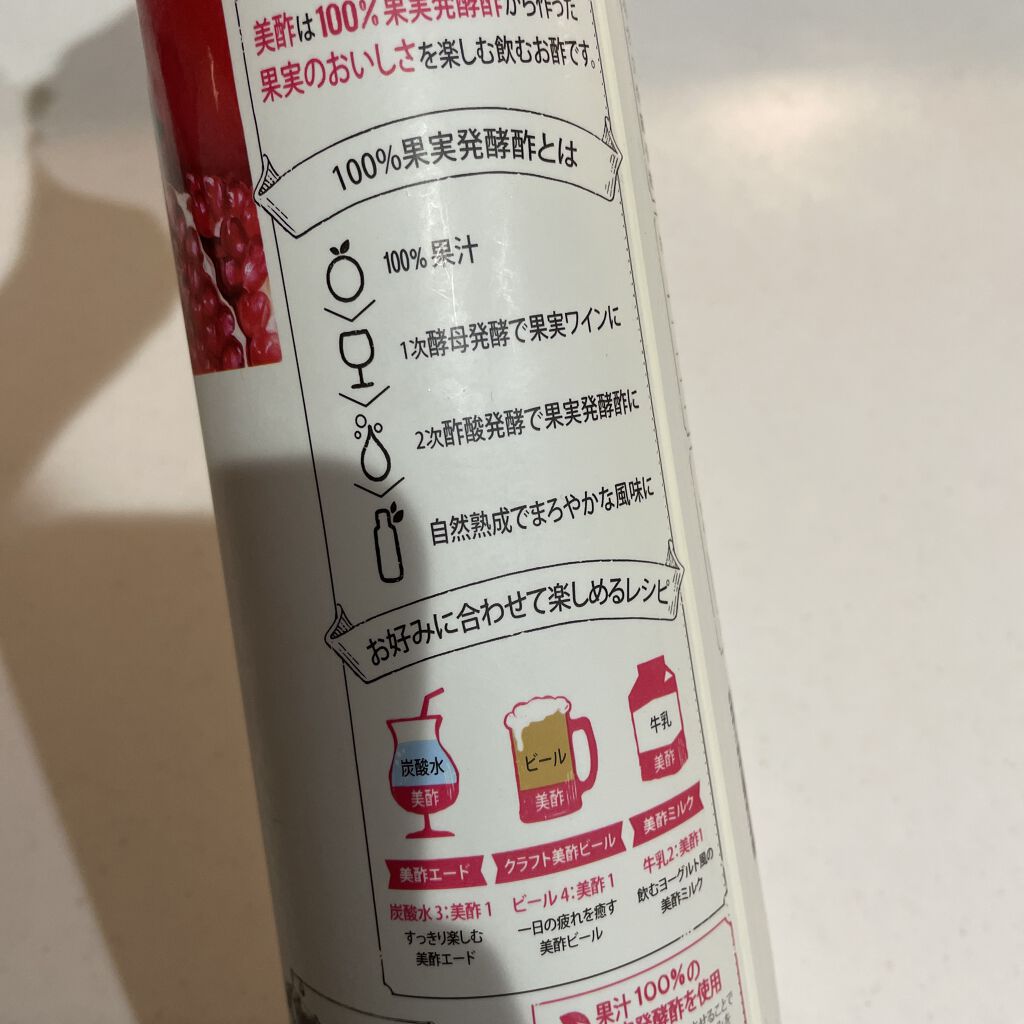 美酢は100%果実発酵酢から作った
果実のおいしさを楽しむ飲むお酢です。
100%果実発酵酢とは
100%果汁
1次酵母発酵で果実ワインに
2次酢酸発酵で果実発酵酢に
自然熟成でまろやかな風味に
お好みに合わせて楽しめるレシピ
炭酸水
美酢
美酢エード
炭酸水3:美酢1
すっきり楽しむ
美酢エード
ビール
美酢
クラフト美酢ビール
ビール4:美酢1
一日の疲れを癒す
美酢ビール
牛乳
美酢
美酢ミルク
牛乳2:美酢1
飲むヨーグルト風の
美酢ミルク
果汁100%の
発酵酢を使用